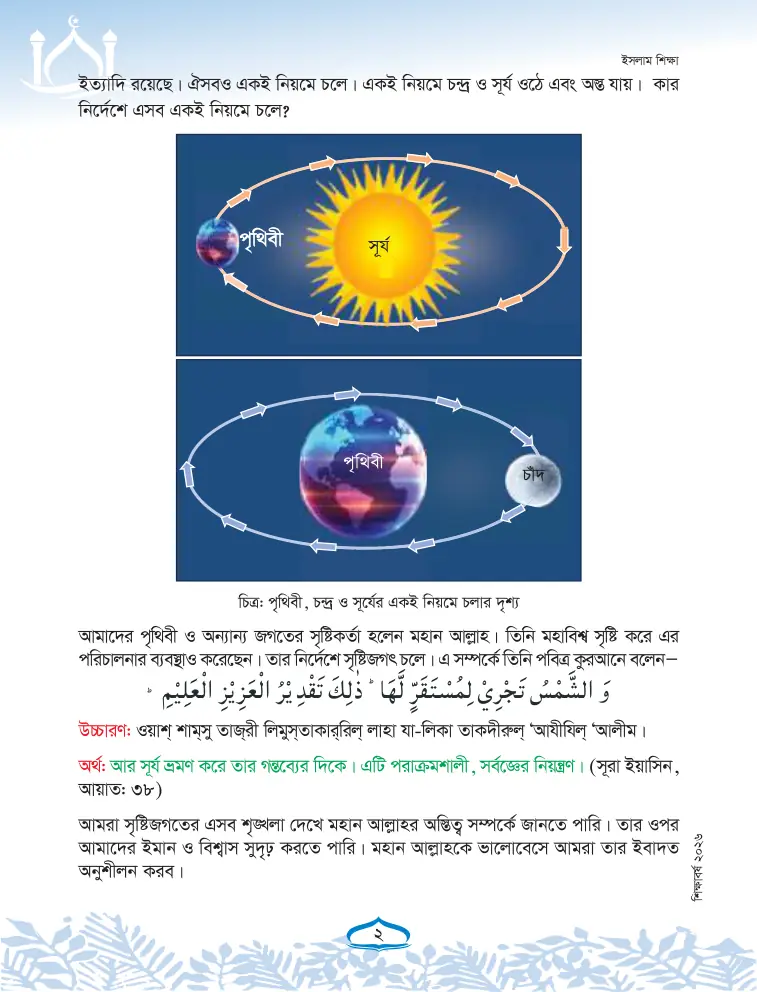 ইসলাম শিক্ষা
ইত্যাদি রয়েছে। ঐসবও একই নিয়মে চলে। একই নিয়মে চন্দ্র ও সূর্য ওঠে এবং অস্ত যায়। কার
নির্দেশে এসব একই নিয়মে চলে?
পৃথিবী
সূর্য
পৃথিবী
চাঁদ
চিত্র: পৃথিবী, চন্দ্র ও সূর্যের একই নিয়মে চলার দৃশ্য
আমাদের পৃথিবী ও অন্যান্য জগতের সৃষ্টিকর্তা হলেন মহান আল্লাহ। তিনি মহাবিশ্ব সৃষ্টি করে এর
পরিচালনার ব্যবস্থাও করেছেন। তার নির্দেশে সৃষ্টিজগৎ চলে। এ সম্পর্কে তিনি পবিত্র কুরআনে বলেন–
وَ الشَّمْسُ تَجْرِيْ لِمُسْتَقَرٍّ لَّهَا ؕ ذٰلِكَ تَقْدِيْرُ الْعَزِيْزِ الْعَلِيْمِ ؕ
উচ্চারণ: ওয়াশ্ শাম্‌সু তাজ্‌রী লিমুস্‌তাকার্‌রিল্ লাহা যা-লিকা তাকদীরুল্ ‘আযীযিল্ ‘আলীম।
অর্থ: আর সূর্য ভ্রমণ করে তার গন্তব্যের দিকে। এটি পরাক্রমশালী, সর্বজ্ঞের নিয়ন্ত্রণ। (সূরা ইয়াসিন,
আয়াত: ৩৮)
আমরা সৃষ্টিজগতের এসব শৃঙ্খলা দেখে মহান আল্লাহর অস্তিত্ব সম্পর্কে জানতে পারি। তার ওপর
আমাদের ইমান ও বিশ্বাস সুদৃঢ় করতে পারি। মহান আল্লাহকে ভালোবেসে আমরা তার ইবাদত
অনুশীলন করব।
শিক্ষাবর্ষ ২০২৬
২